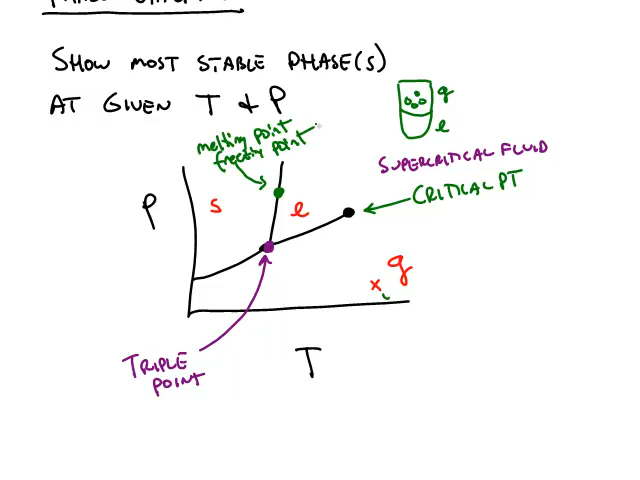 SHOW MOST STABLE PHASE(S)
AT GIVEN T & P
g
l
melting point
freezing point
SUPERCRITICAL FLUID
CRITICAL PT
P
s
l
x g
TRIPLE
POINT
T